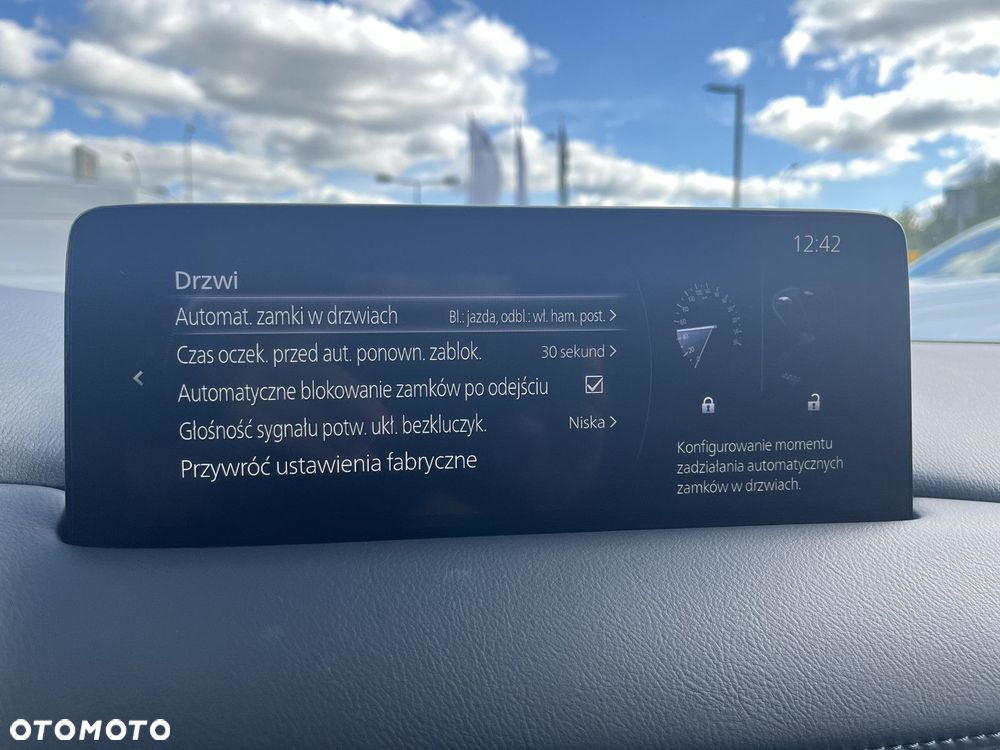 12:42
Drzwi
Automat. zamki w drzwiach Bl.: jazda, odbl.: wł. ham. post. >
Czas oczek. przed aut. ponown. zablok. 30 sekund >
Automatyczne blokowanie zamków po odejściu
Głośność sygnału potw. ukł. bezkluczyk. Niska >
Przywróć ustawienia fabryczne
Konfigurowanie momentu
zadziałania automatycznych
zamków w drzwiach.
OTOMOTO